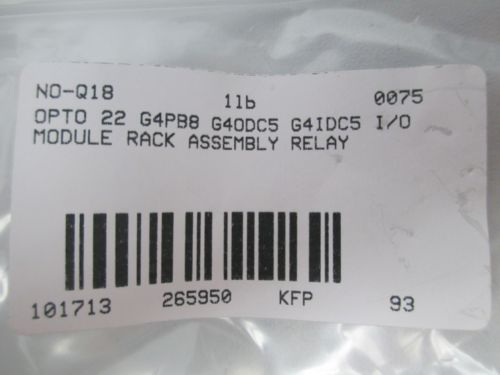 NO-Q18 1lb 0075
OPTO 22 G4PB8 G4ODC5 G4IDC5 I/O
MODULE RACK ASSEMBLY RELAY
101713 265950 KFP 93